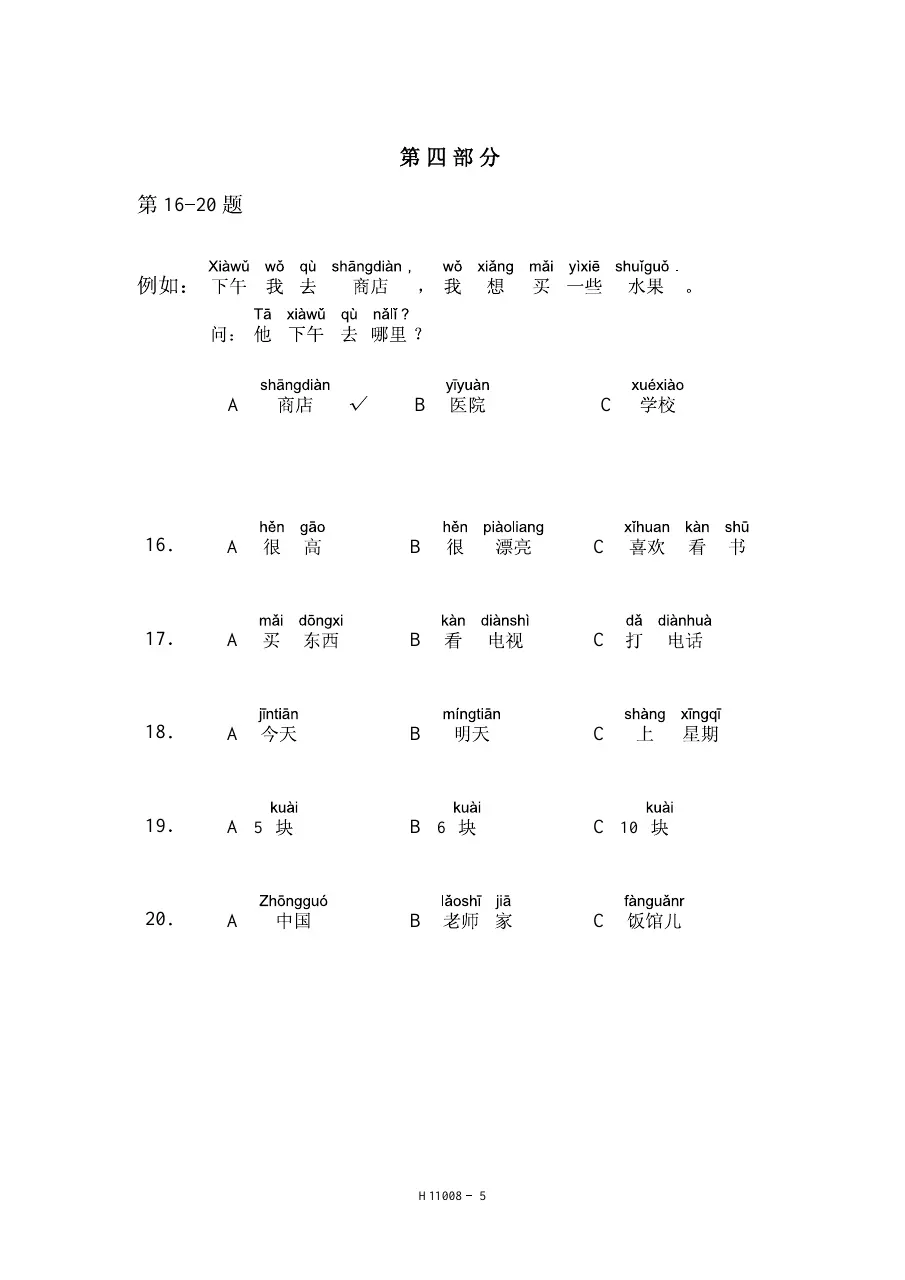 第四部分
第 16-20 题
Xiàwǔ wǒ qù shāngdiàn, wǒ xiǎng mǎi yìxiē shuǐguǒ.
例如： 下午 我 去 商店 ， 我 想 买 一些 水果 。
Tā xiàwǔ qù nǎlǐ?
问： 他 下午 去 哪里？
shāngdiàn yīyuàn xuéxiào
A 商店 √ B 医院 C 学校
hěn gāo hěn piàoliang xǐhuan kàn shū
16. A 很 高 B 很 漂亮 C 喜欢 看 书
mǎi dōngxi kàn diànshì dǎ diànhuà
17. A 买 东西 B 看 电视 C 打 电话
jīntiān míngtiān shàng xīngqī
18. A 今天 B 明天 C 上 星期
kuài kuài kuài
19. A 5 块 B 6 块 C 10 块
Zhōngguó lǎoshī jiā fànguǎnr
20. A 中国 B 老师 家 C 饭馆儿
H11008 - 5